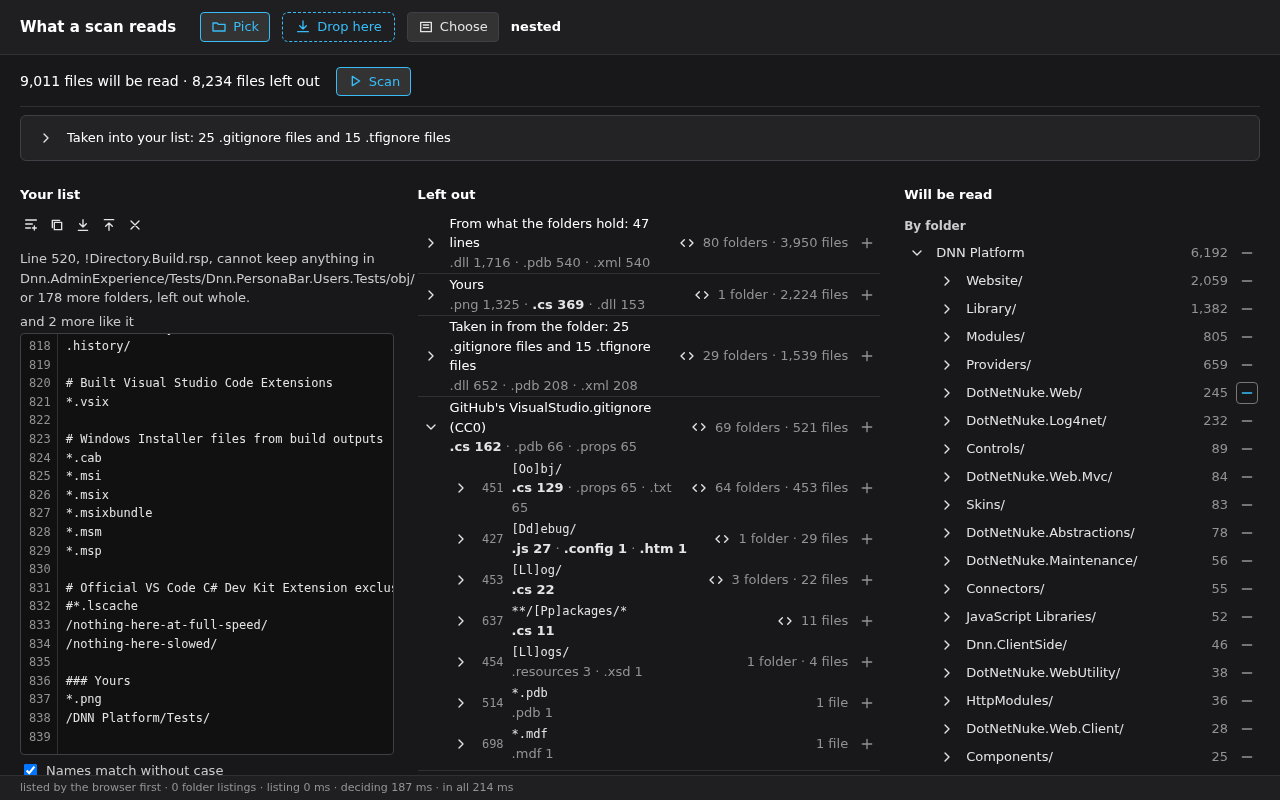 What a scan reads
Pick
Drop here
Choose
nested
9,011 files will be read · 8,234 files left out
Scan
Taken into your list: 25 .gitignore files and 15 .tfignore files
Your list
Line 520, !Directory.Build.rsp, cannot keep anything in
Dnn.AdminExperience/Tests/Dnn.PersonaBar.Users.Tests/obj/
or 178 more folders, left out whole.
and 2 more like it
818 .history/
819
820 # Built Visual Studio Code Extensions
821 *.vsix
822
823 # Windows Installer files from build outputs
824 *.cab
825 *.msi
826 *.msix
827 *.msixbundle
828 *.msm
829 *.msp
830
831 # Official VS Code C# Dev Kit Extension exclus
832 #*.lscache
833 /nothing-here-at-full-speed/
834 /nothing-here-slowed/
835
836 ### Yours
837 *.png
838 /DNN Platform/Tests/
839
Names match without case
Left out
From what the folders hold: 47
lines
80 folders · 3,950 files
.dll 1,716 · .pdb 540 · .xml 540
Yours
1 folder · 2,224 files
.png 1,325 · .cs 369 · .dll 153
Taken in from the folder: 25
.gitignore files and 15 .tfignore
files
29 folders · 1,539 files
.dll 652 · .pdb 208 · .xml 208
GitHub's VisualStudio.gitignore
(CC0)
69 folders · 521 files
.cs 162 · .pdb 66 · .props 65
451 [Oo]bj/
.cs 129 · .props 65 · .txt
65
64 folders · 453 files
427 [Dd]ebug/
.js 27 · .config 1 · .htm 1
1 folder · 29 files
453 [Ll]og/
.cs 22
3 folders · 22 files
637 **/[Pp]ackages/*
.cs 11
11 files
454 [Ll]ogs/
.resources 3 · .xsd 1
1 folder · 4 files
514 *.pdb
.pdb 1
1 file
698 *.mdf
.mdf 1
1 file
Will be read
By folder
DNN Platform 6,192
Website/ 2,059
Library/ 1,382
Modules/ 805
Providers/ 659
DotNetNuke.Web/ 245
DotNetNuke.Log4net/ 232
Controls/ 89
DotNetNuke.Web.Mvc/ 84
Skins/ 83
DotNetNuke.Abstractions/ 78
DotNetNuke.Maintenance/ 56
Connectors/ 55
JavaScript Libraries/ 52
Dnn.ClientSide/ 46
DotNetNuke.WebUtility/ 38
HttpModules/ 36
DotNetNuke.Web.Client/ 28
Components/ 25
listed by the browser first · 0 folder listings · listing 0 ms · deciding 187 ms · in all 214 ms